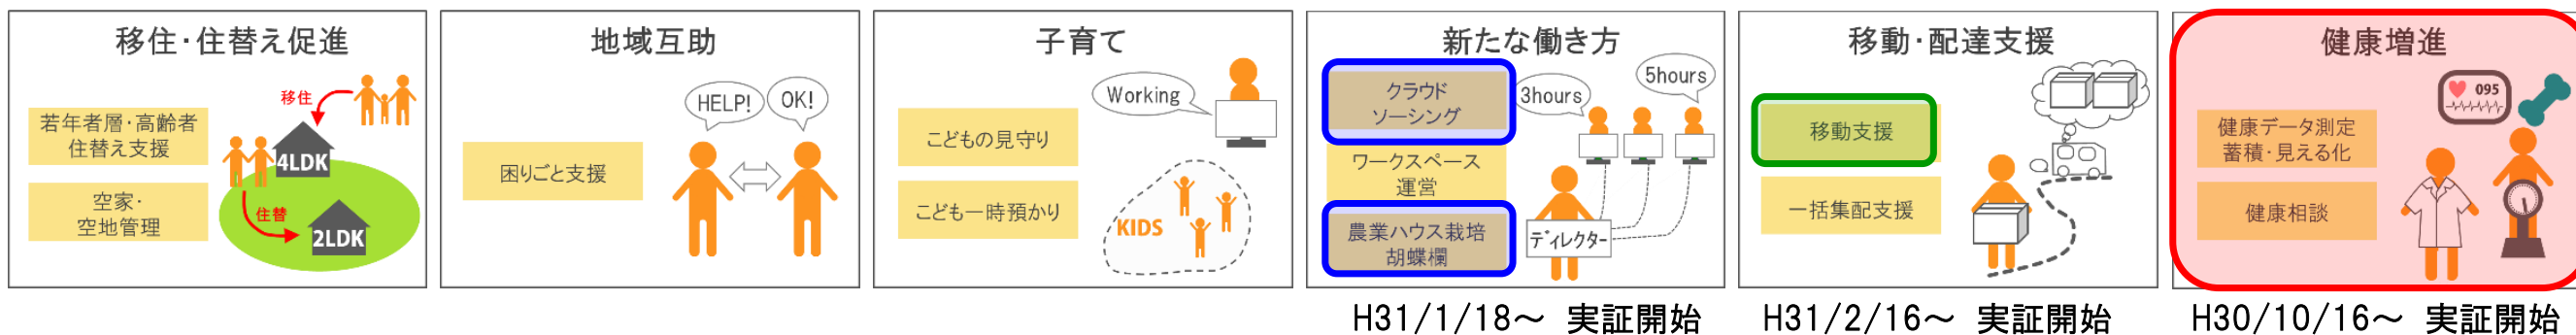 移住・住替え促進
若年者層・高齢者
住替え支援
空家・
空地管理
移住
4LDK
住替
2LDK
地域互助
困りごと支援
HELP!
OK!
子育て
こどもの見守り
こども一時預かり
Working
KIDS
新たな働き方
クラウド
ソーシング
ワークスペース
運営
農業ハウス栽培
胡蝶欄
3hours
5hours
ディレクター
H31/1/18～ 実証開始
移動・配達支援
移動支援
一括集配支援
H31/2/16～ 実証開始
健康増進
健康データ測定
蓄積・見える化
健康相談
095
H30/10/16～ 実証開始